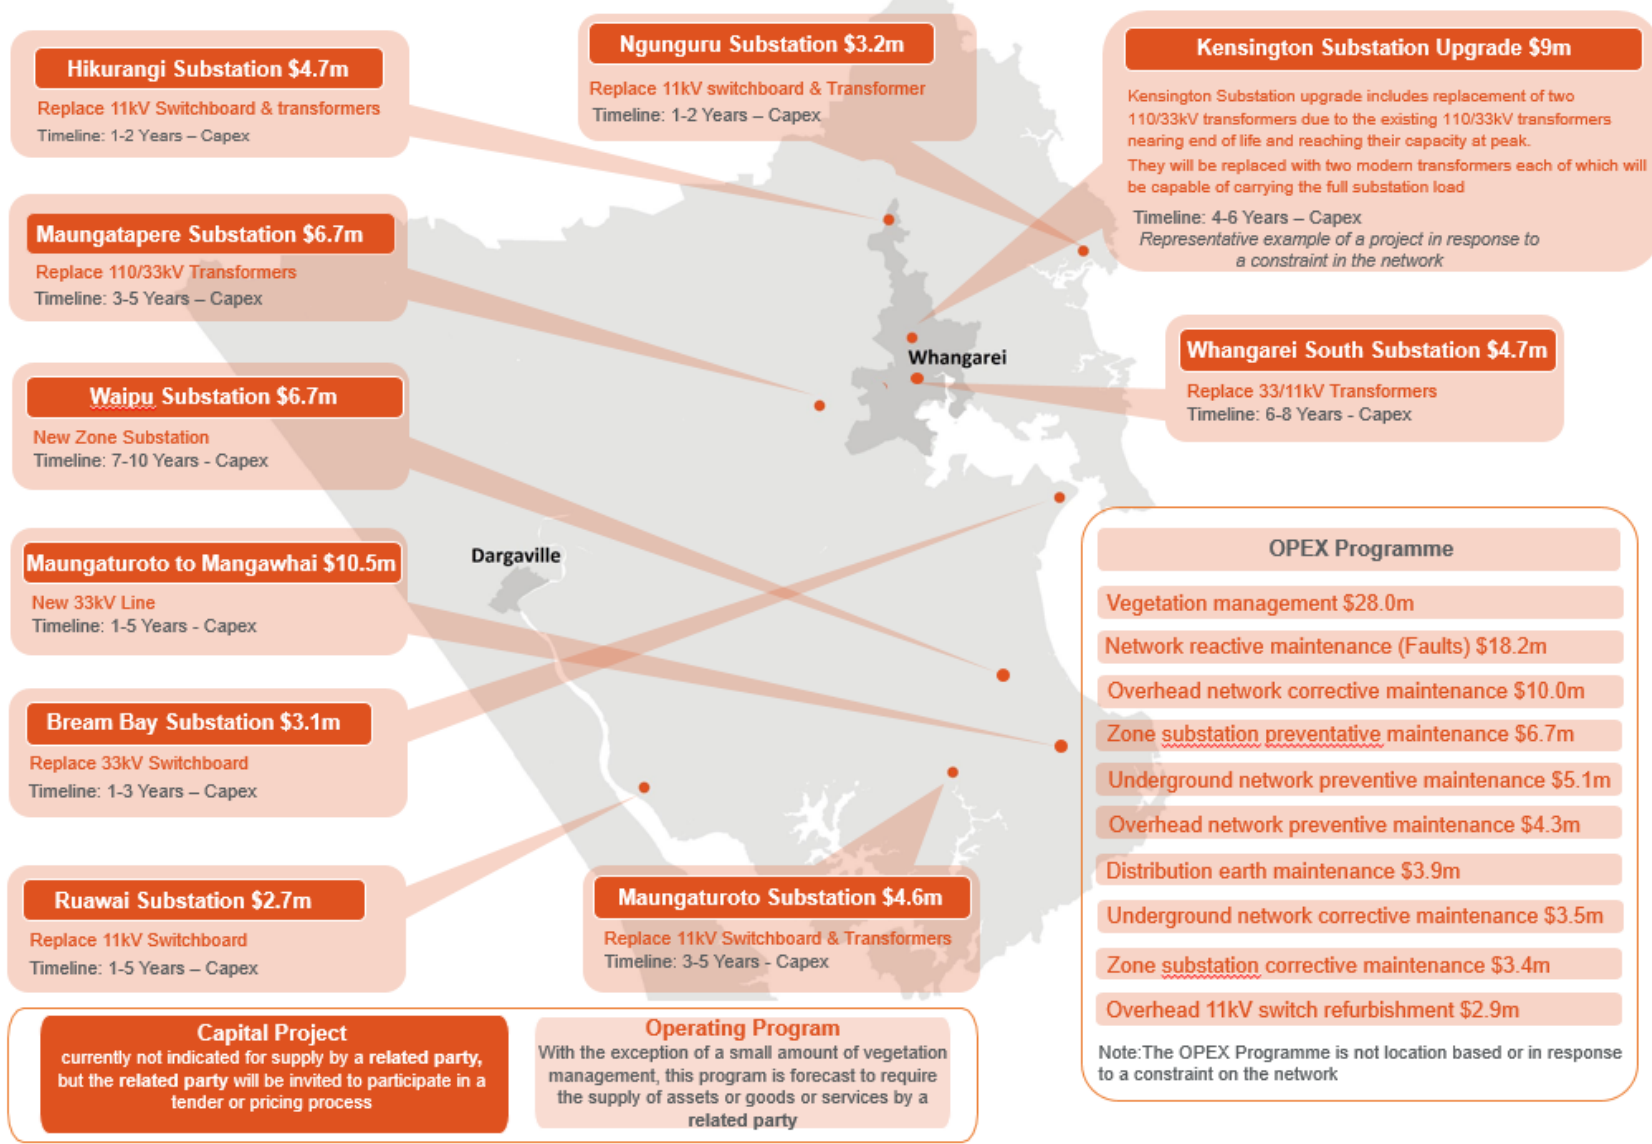 Hikurangi Substation $4.7m
Replace 11kV Switchboard & transformers
Timeline: 1-2 Years – Capex
Ngunguru Substation $3.2m
Replace 11kV switchboard & Transformer
Timeline: 1-2 Years – Capex
Kensington Substation Upgrade $9m
Kensington Substation upgrade includes replacement of two
110/33kV transformers due to the existing 110/33kV transformers
nearing end of life and reaching their capacity at peak.
They will be replaced with two modern transformers each of which will
be capable of carrying the full substation load
Timeline: 4-6 Years – Capex
Representative example of a project in response to
a constraint in the network
Maungatapere Substation $6.7m
Replace 110/33kV Transformers
Timeline: 3-5 Years – Capex
Whangarei
Whangarei South Substation $4.7m
Replace 33/11kV Transformers
Timeline: 6-8 Years - Capex
Waipu Substation $6.7m
New Zone Substation
Timeline: 7-10 Years - Capex
Dargaville
Maungaturoto to Mangawhai $10.5m
New 33kV Line
Timeline: 1-5 Years - Capex
Bream Bay Substation $3.1m
Replace 33kV Switchboard
Timeline: 1-3 Years – Capex
Ruawai Substation $2.7m
Replace 11kV Switchboard
Timeline: 1-5 Years – Capex
Maungaturoto Substation $4.6m
Replace 11kV Switchboard & Transformers
Timeline: 3-5 Years - Capex
OPEX Programme
Vegetation management $28.0m
Network reactive maintenance (Faults) $18.2m
Overhead network corrective maintenance $10.0m
Zone substation preventative maintenance $6.7m
Underground network preventive maintenance $5.1m
Overhead network preventive maintenance $4.3m
Distribution earth maintenance $3.9m
Underground network corrective maintenance $3.5m
Zone substation corrective maintenance $3.4m
Overhead 11kV switch refurbishment $2.9m
Note:The OPEX Programme is not location based or in response
to a constraint on the network
Capital Project
currently not indicated for supply by a related party,
but the related party will be invited to participate in a
tender or pricing process
Operating Program
With the exception of a small amount of vegetation
management, this program is forecast to require
the supply of assets or goods or services by a
related party